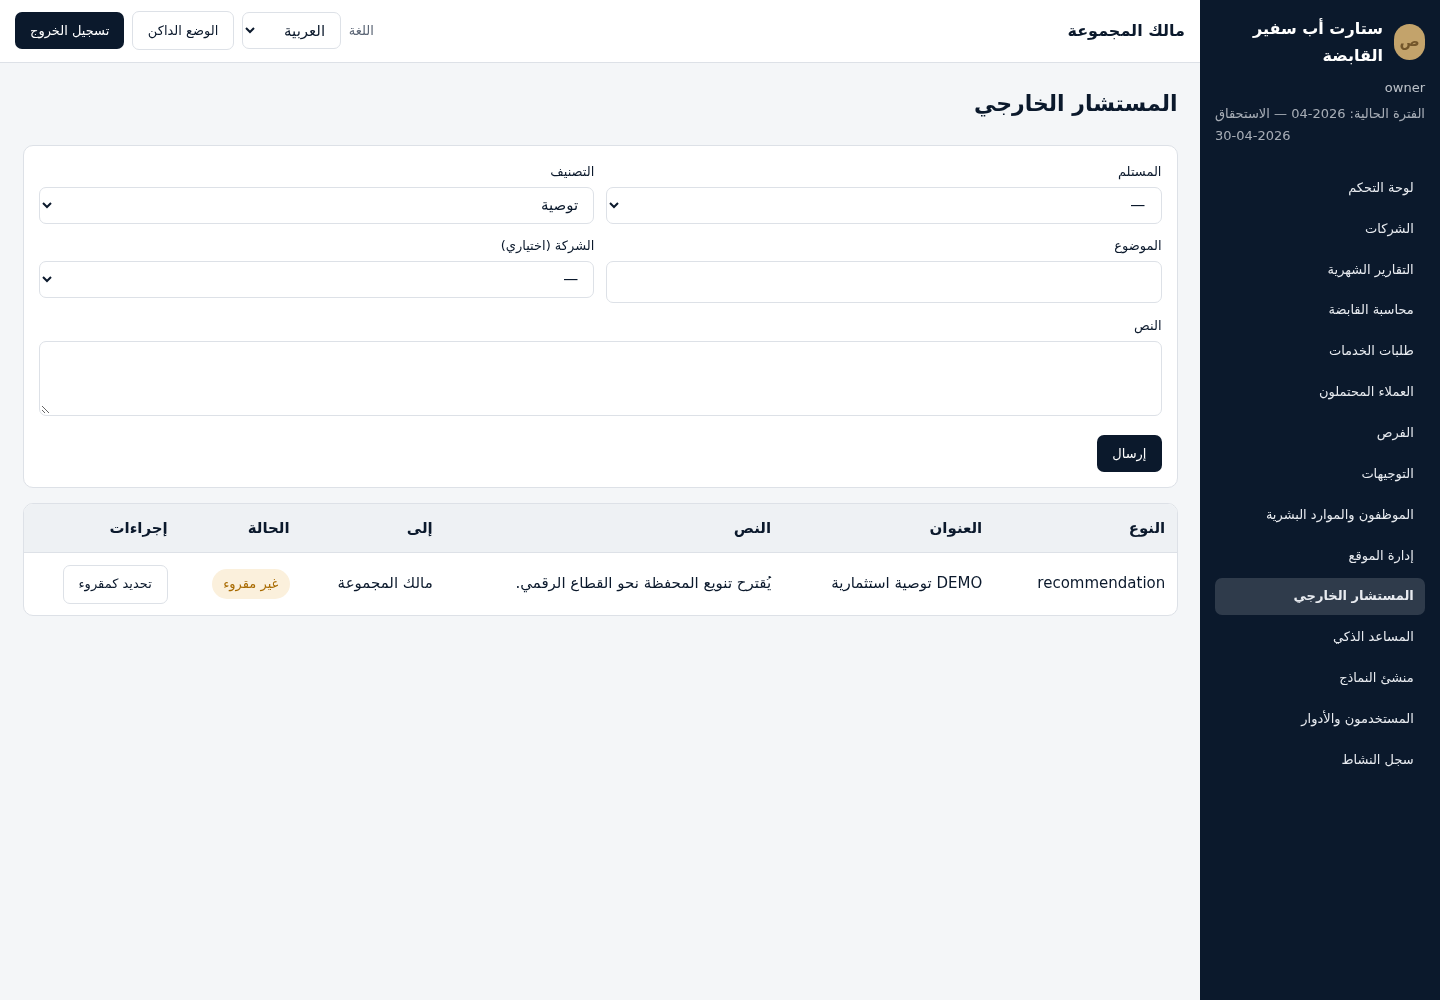 ص
ستارت أب سفير
القابضة
owner
الفترة الحالية: 2026-04 — الاستحقاق
30-04-2026
لوحة التحكم
الشركات
التقارير الشهرية
محاسبة القابضة
طلبات الخدمات
العملاء المحتملون
الفرص
التوجيهات
الموظفون والموارد البشرية
إدارة الموقع
المستشار الخارجي
المساعد الذكي
منشئ النماذج
المستخدمون والأدوار
سجل النشاط
مالك المجموعة
اللغة العربية الوضع الداكن تسجيل الخروج
المستشار الخارجي
المستلم التصنيف
— توصية
الموضوع الشركة (اختياري)
—
النص
إرسال
النوع العنوان النص إلى الحالة إجراءات
recommendation DEMO توصية استثمارية يُقترح تنويع المحفظة نحو القطاع الرقمي. مالك المجموعة غير مقروء تحديد كمقروء